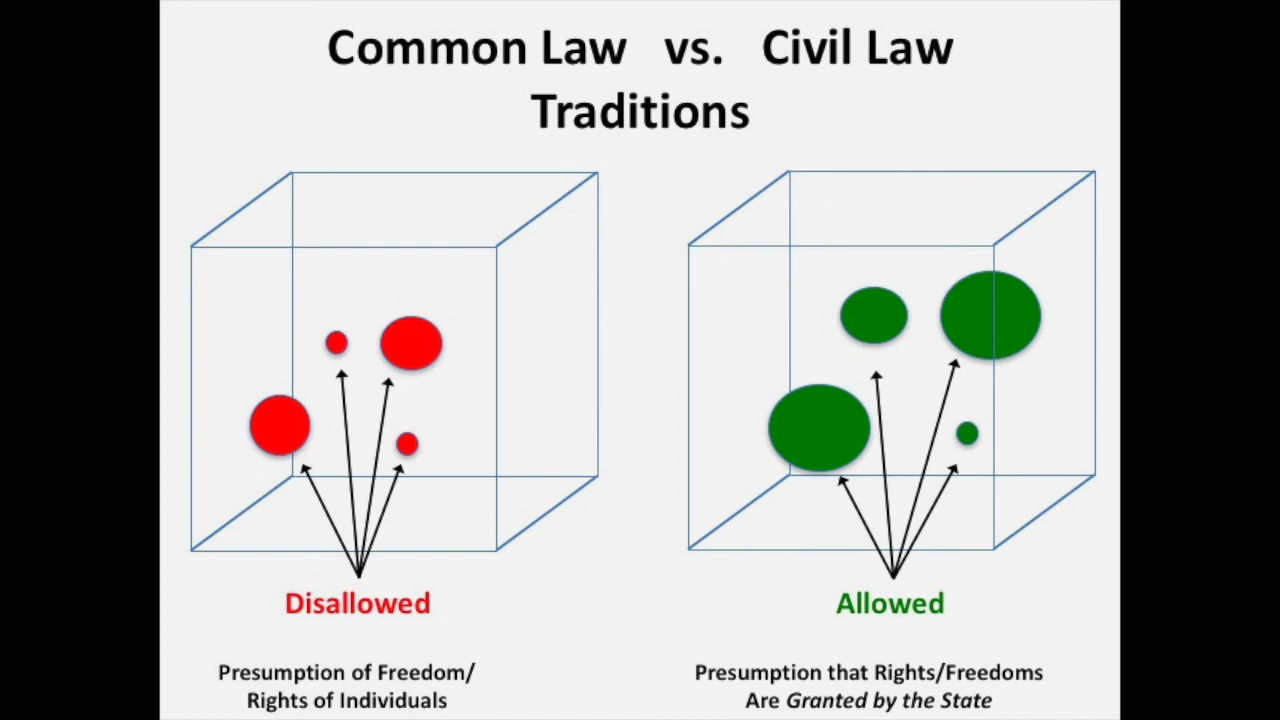 Common Law vs. Civil Law
Traditions
Disallowed
Allowed
Presumption of Freedom/
Rights of Individuals
Presumption that Rights/Freedoms
Are Granted by the State